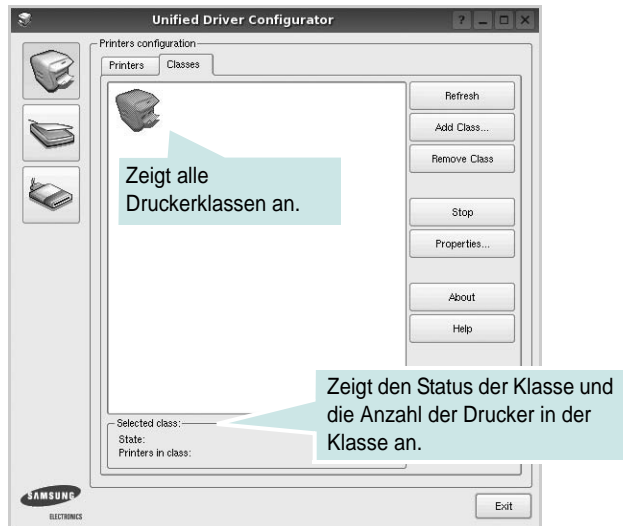 Unified Driver Configurator
Printers configuration
Printers
Classes
Refresh
Add Class...
Remove Class
Zeigt alle
Druckerklassen an.
Stop
Properties...
About
Help
Zeigt den Status der Klasse und
die Anzahl der Drucker in der
Klasse an.
Selected class:
State:
Printers in class:
SAMSUNG
ELECTRONICS
Exit